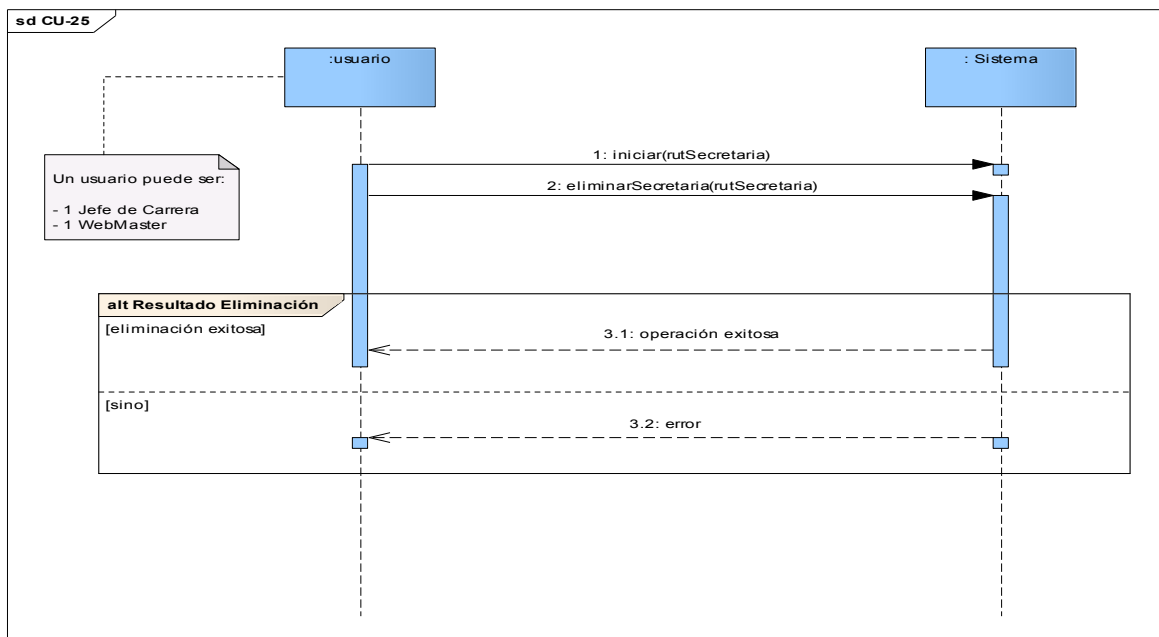 sd CU-25
:usuario
: Sistema
1: iniciar(rutSecretaria)
Un usuario puede ser:
2: eliminarSecretaria(rutSecretaria)
- 1 Jefe de Carrera
- 1 WebMaster
alt Resultado Eliminación
[eliminación exitosa]
3.1: operación exitosa
[sino]
3.2: error